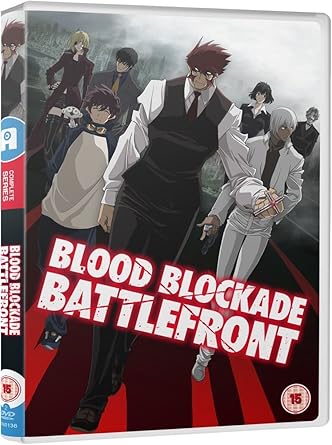 COMPLETE
SERIES
BLOOD BLOCKADE
BATTLEFRONT
15
DVD
BLOOD BLOCKADE
BATTLEFRONT
15